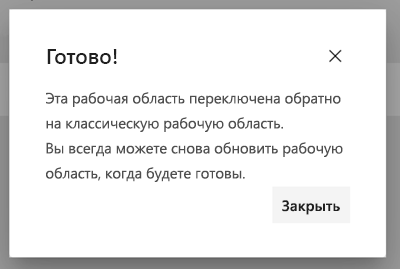 Готово!
Эта рабочая область переключена обратно
на классическую рабочую область.
Вы всегда можете снова обновить рабочую
область, когда будете готовы.
Закрыть